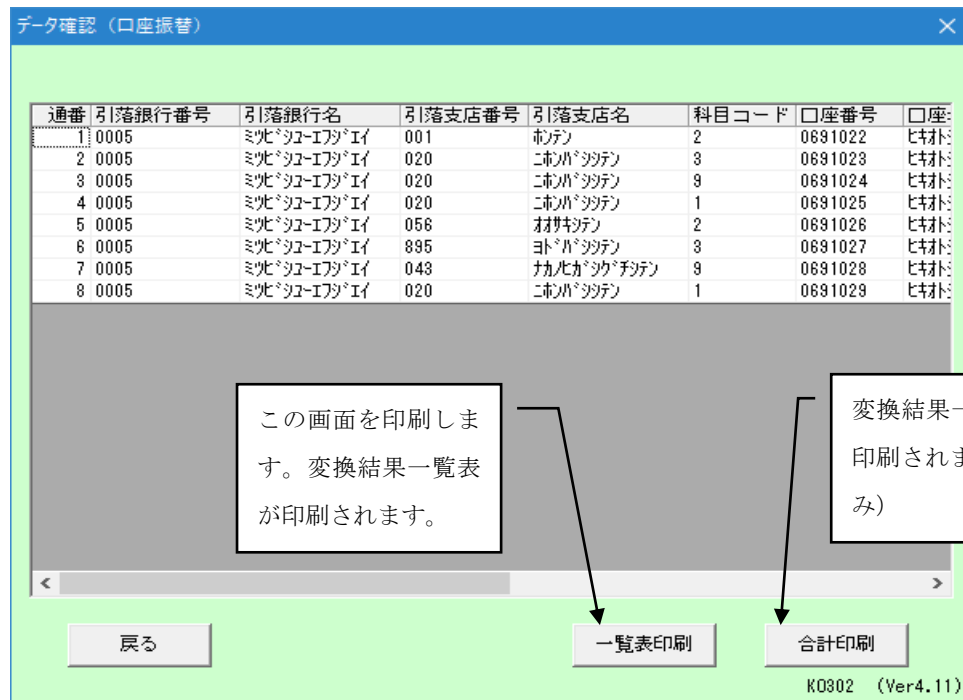 データ確認（口座振替）
通番 引落銀行番号 引落銀行名 引落支店番号 引落支店名 科目コード 口座番号 口座
1 0005 ﾐﾂﾋﾞｼﾕｰｴﾌｼﾞｴｲ 001 ﾎﾝﾃﾝ 2 0691022 ﾋｷｵﾄｼ
2 0005 ﾐﾂﾋﾞｼﾕｰｴﾌｼﾞｴｲ 020 ﾆﾎﾝﾊﾞｼｼﾃﾝ 3 0691023 ﾋｷｵﾄｼ
3 0005 ﾐﾂﾋﾞｼﾕｰｴﾌｼﾞｴｲ 020 ﾆﾎﾝﾊﾞｼｼﾃﾝ 9 0691024 ﾋｷｵﾄｼ
4 0005 ﾐﾂﾋﾞｼﾕｰｴﾌｼﾞｴｲ 020 ﾆﾎﾝﾊﾞｼｼﾃﾝ 1 0691025 ﾋｷｵﾄｼ
5 0005 ﾐﾂﾋﾞｼﾕｰｴﾌｼﾞｴｲ 056 ｵｵｻｷｼﾃﾝ 2 0691026 ﾋｷｵﾄｼ
6 0005 ﾐﾂﾋﾞｼﾕｰｴﾌｼﾞｴｲ 895 ﾖﾄﾞﾊﾞｼｼﾃﾝ 3 0691027 ﾋｷｵﾄｼ
7 0005 ﾐﾂﾋﾞｼﾕｰｴﾌｼﾞｴｲ 043 ﾅｶﾉﾋｶﾞｼｸﾞﾁｼﾃﾝ 9 0691028 ﾋｷｵﾄｼ
8 0005 ﾐﾂﾋﾞｼﾕｰｴﾌｼﾞｴｲ 020 ﾆﾎﾝﾊﾞｼｼﾃﾝ 1 0691029 ﾋｷｵﾄｼ
この画面を印刷しま
す。変換結果一覧表
が印刷されます。
変換結果一
印刷されま
み）
戻る
一覧表印刷
合計印刷
KO302 (Ver4.11)